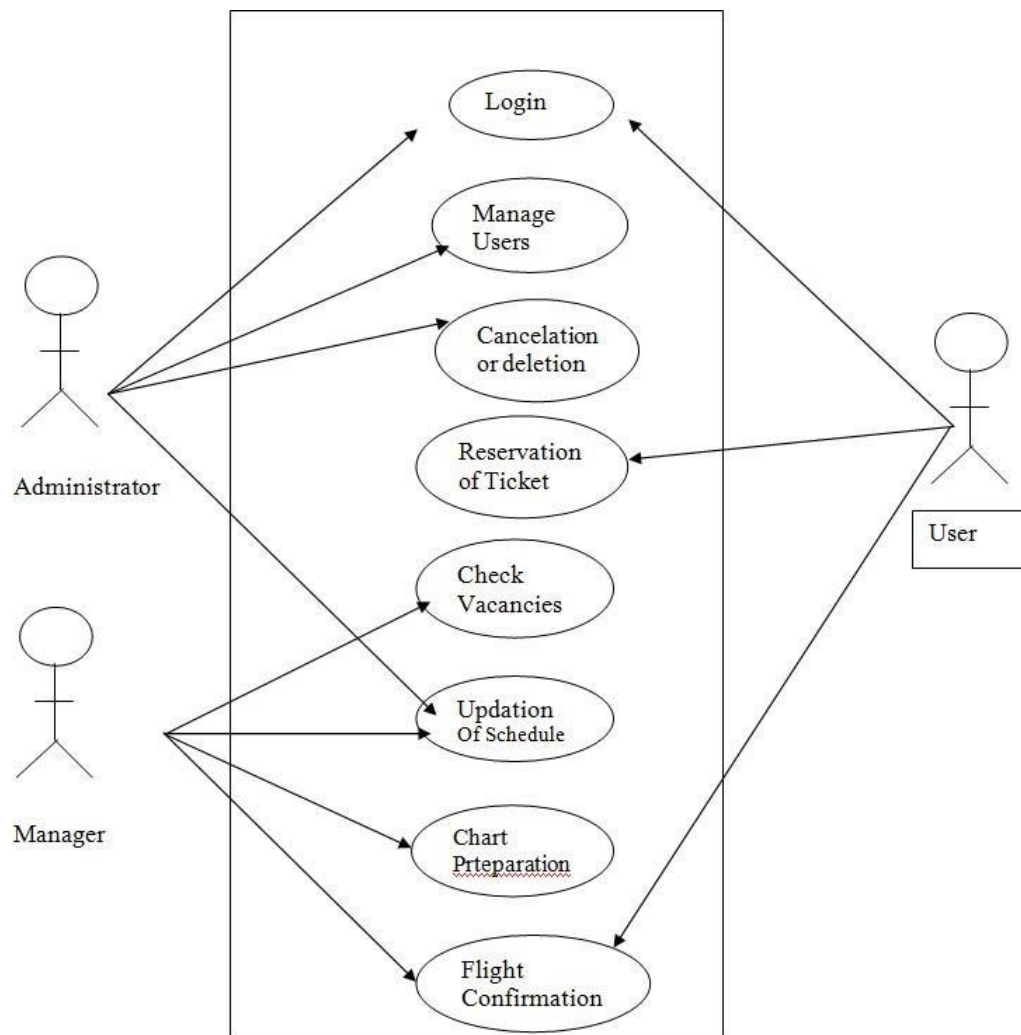 Login
Manage
Users
Cancelation
or deletion
Reservation
of Ticket
Administrator
User
Check
Vacancies
Updation
Of Schedule
Manager
Chart
Prteparation
Flight
Confirmation